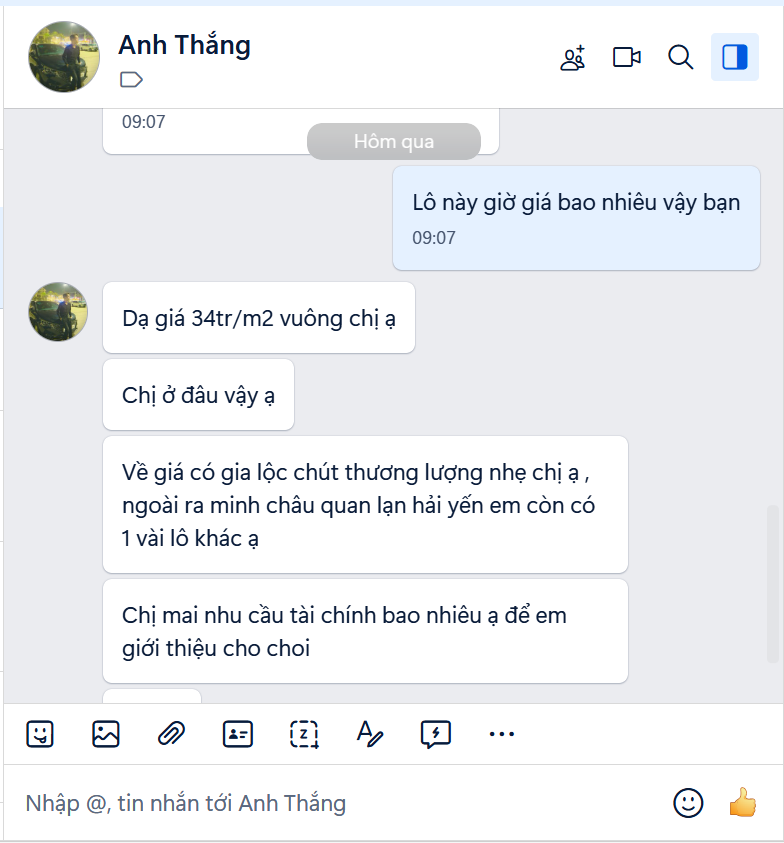 Anh Thắng
09:07
Hôm qua
Lô này giờ giá bao nhiêu vậy bạn
09:07
Dạ giá 34tr/m2 vuông chị ạ
Chị ở đâu vậy ạ
Về giá có gia lộc chút thương lượng nhẹ chị ạ ,
ngoài ra minh châu quan lạn hải yến em còn có
1 vài lô khác ạ
Chị mai nhu cầu tài chính bao nhiêu ạ để em
giới thiệu cho choi
Nhập @, tin nhắn tới Anh Thắng